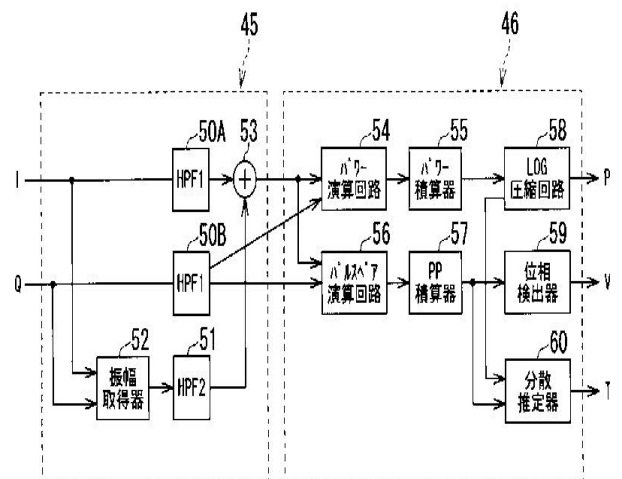 45
46
50A
53
54
55
58
I
HPF1
+
パワー
演算回路
パワー
積算器
LOG
圧縮回路
P
50B
56
57
59
Q
HPF1
パルスペア
演算回路
PP
積算器
位相
検出器
V
52
51
60
振幅
取得器
HPF2
分散
推定器
T